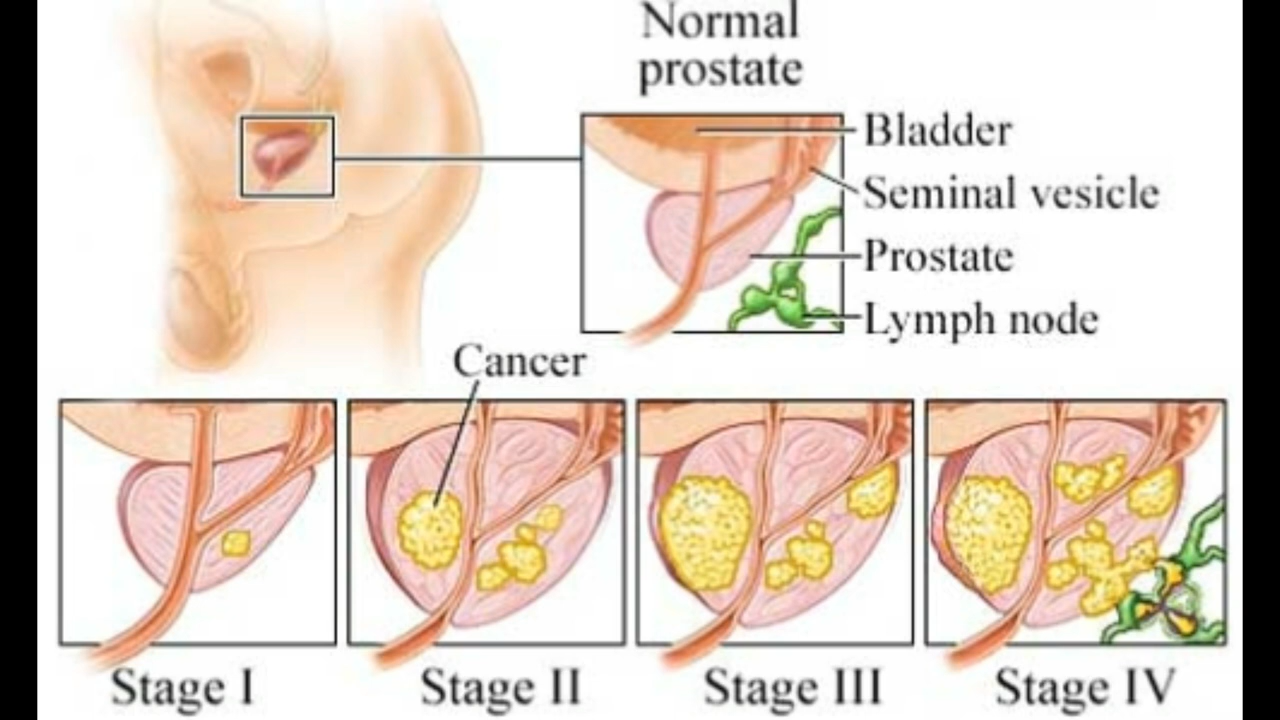 Normal
prostate
Bladder
Seminal vesicle
Prostate
Lymph node
Cancer
Stage I
Stage II
Stage III
Stage IV